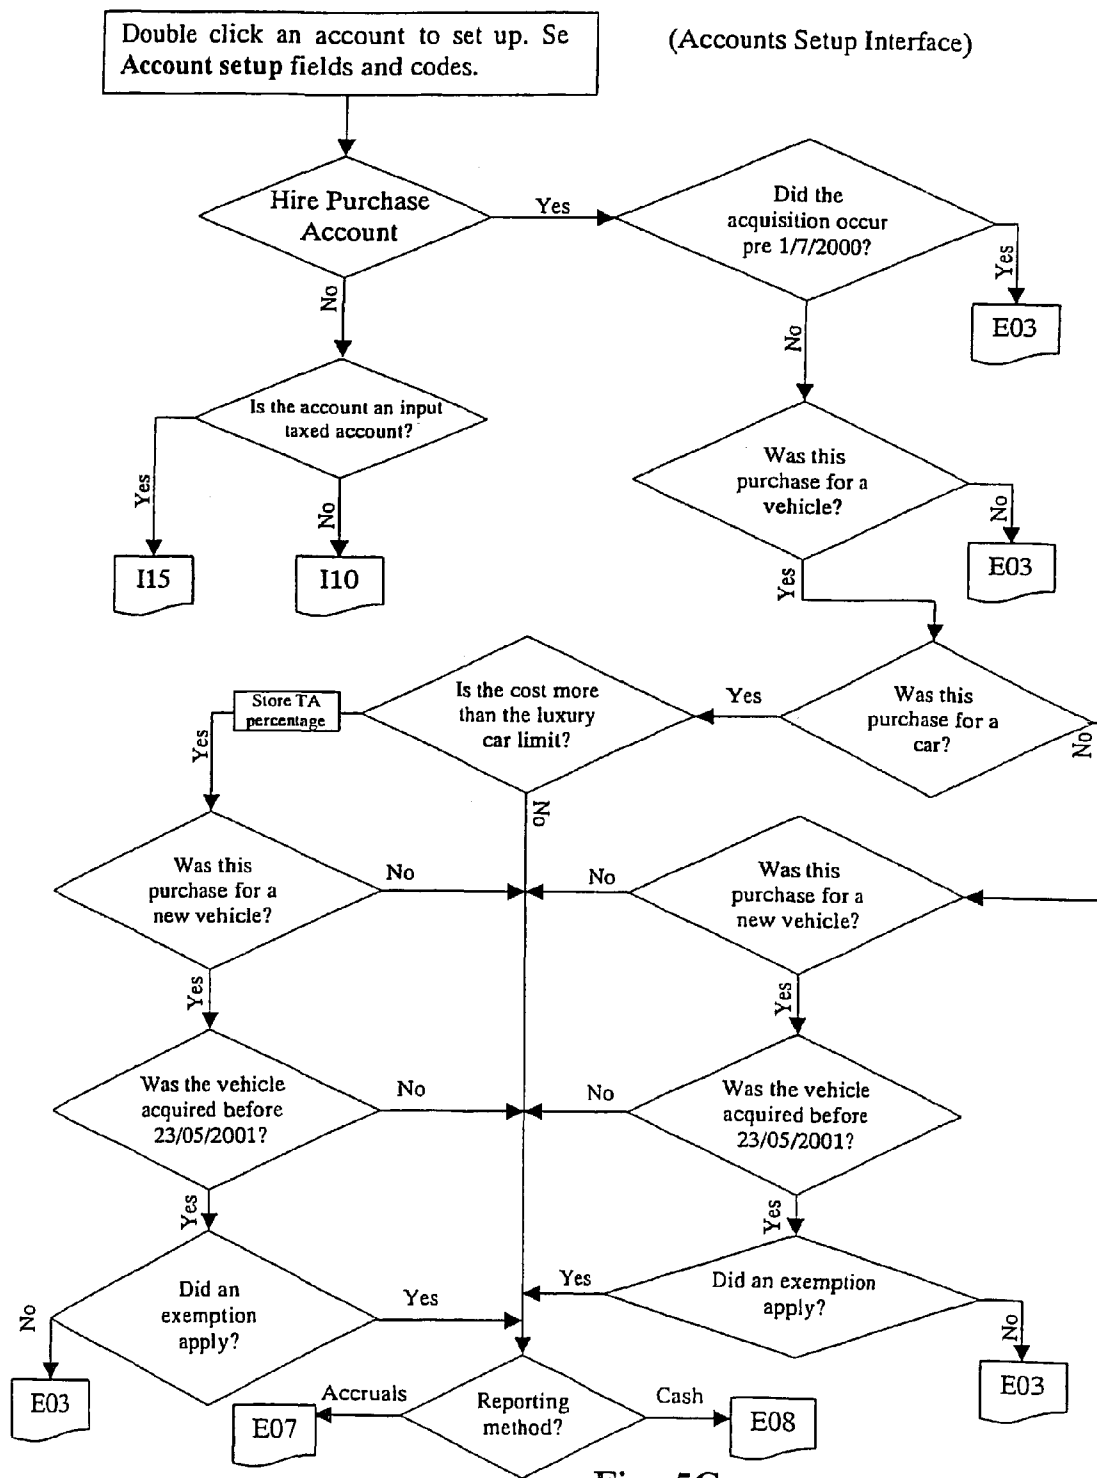 Double click an account to set up. Se
Account setup fields and codes.
(Accounts Setup Interface)
Hire Purchase
Account
Yes
Did the
acquisition occur
pre 1/7/2000?
Yes
E03
No
No
Is the account an input
taxed account?
Yes
No
I15
I10
Was this
purchase for a
vehicle?
No
E03
Yes
Was this
purchase for a
car?
Yes
No
Is the cost more
than the luxury
car limit?
Store TA
percentage
Yes
No
Was this
purchase for a
new vehicle?
No
No
Was this
purchase for a
new vehicle?
Yes
Yes
Was the vehicle
acquired before
23/05/2001?
No
No
Was the vehicle
acquired before
23/05/2001?
Yes
Yes
Did an
exemption
apply?
Yes
Yes
Did an exemption
apply?
No
No
E03
E03
Reporting
method?
Accruals
Cash
E07
E08